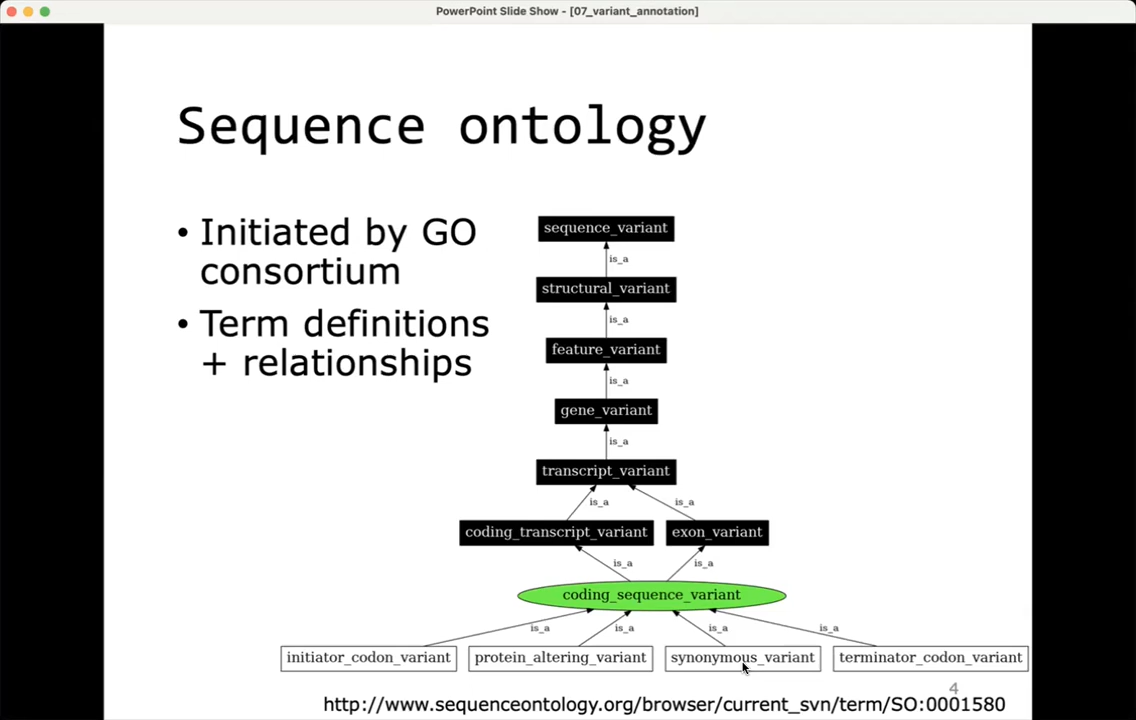 PowerPoint Slide Show - [07_variant_annotation]
Sequence ontology
• Initiated by GO
consortium
• Term definitions
+ relationships
sequence_variant
is_a
structural_variant
is_a
feature_variant
is_a
gene_variant
is_a
transcript_variant
is_a is_a
coding_transcript_variant exon_variant
is_a is_a
coding_sequence_variant
is_a is_a is_a is_a
initiator_codon_variant protein_altering_variant synonymous_variant terminator_codon_variant
4
http://www.sequenceontology.org/browser/current_svn/term/SO:0001580